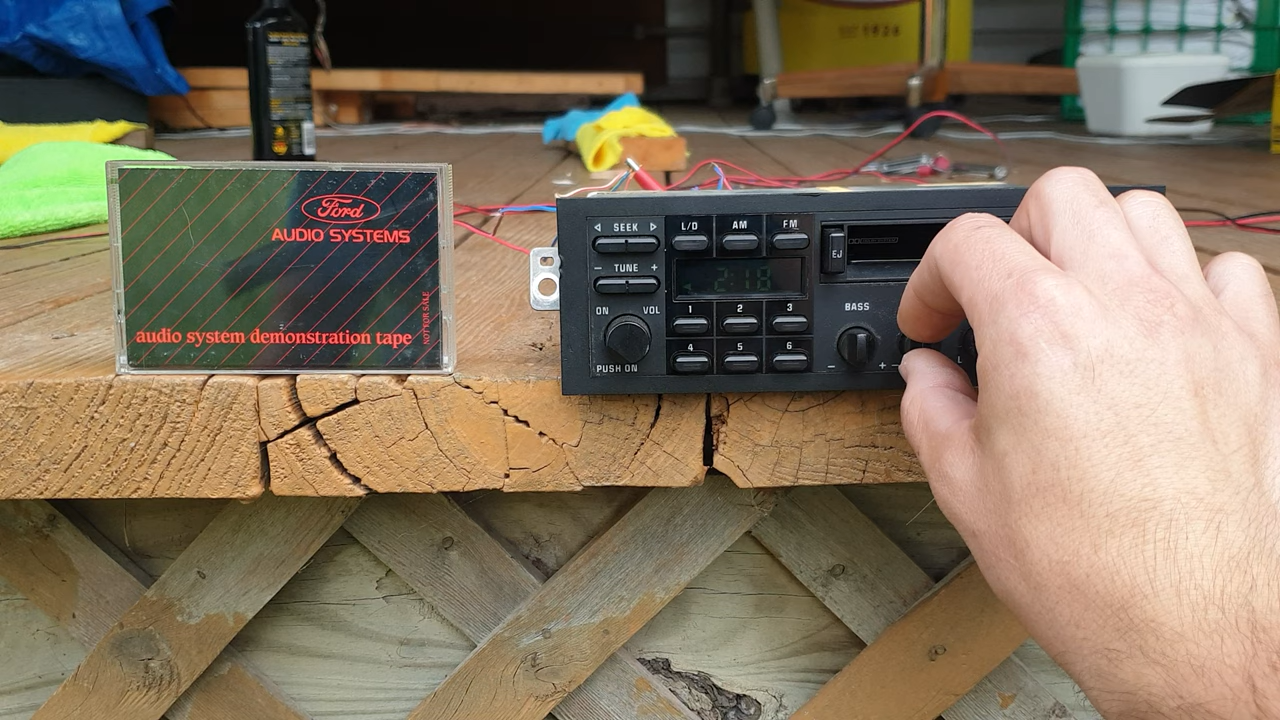 Ford
AUDIO SYSTEMS
NOT FOR SALE
audio system demonstration tape
SEEK
L/D AM FM
EJ
- TUNE +
2:18
ON VOL
1 2 3
BASS
4 5 6
PUSH ON
- + -
L